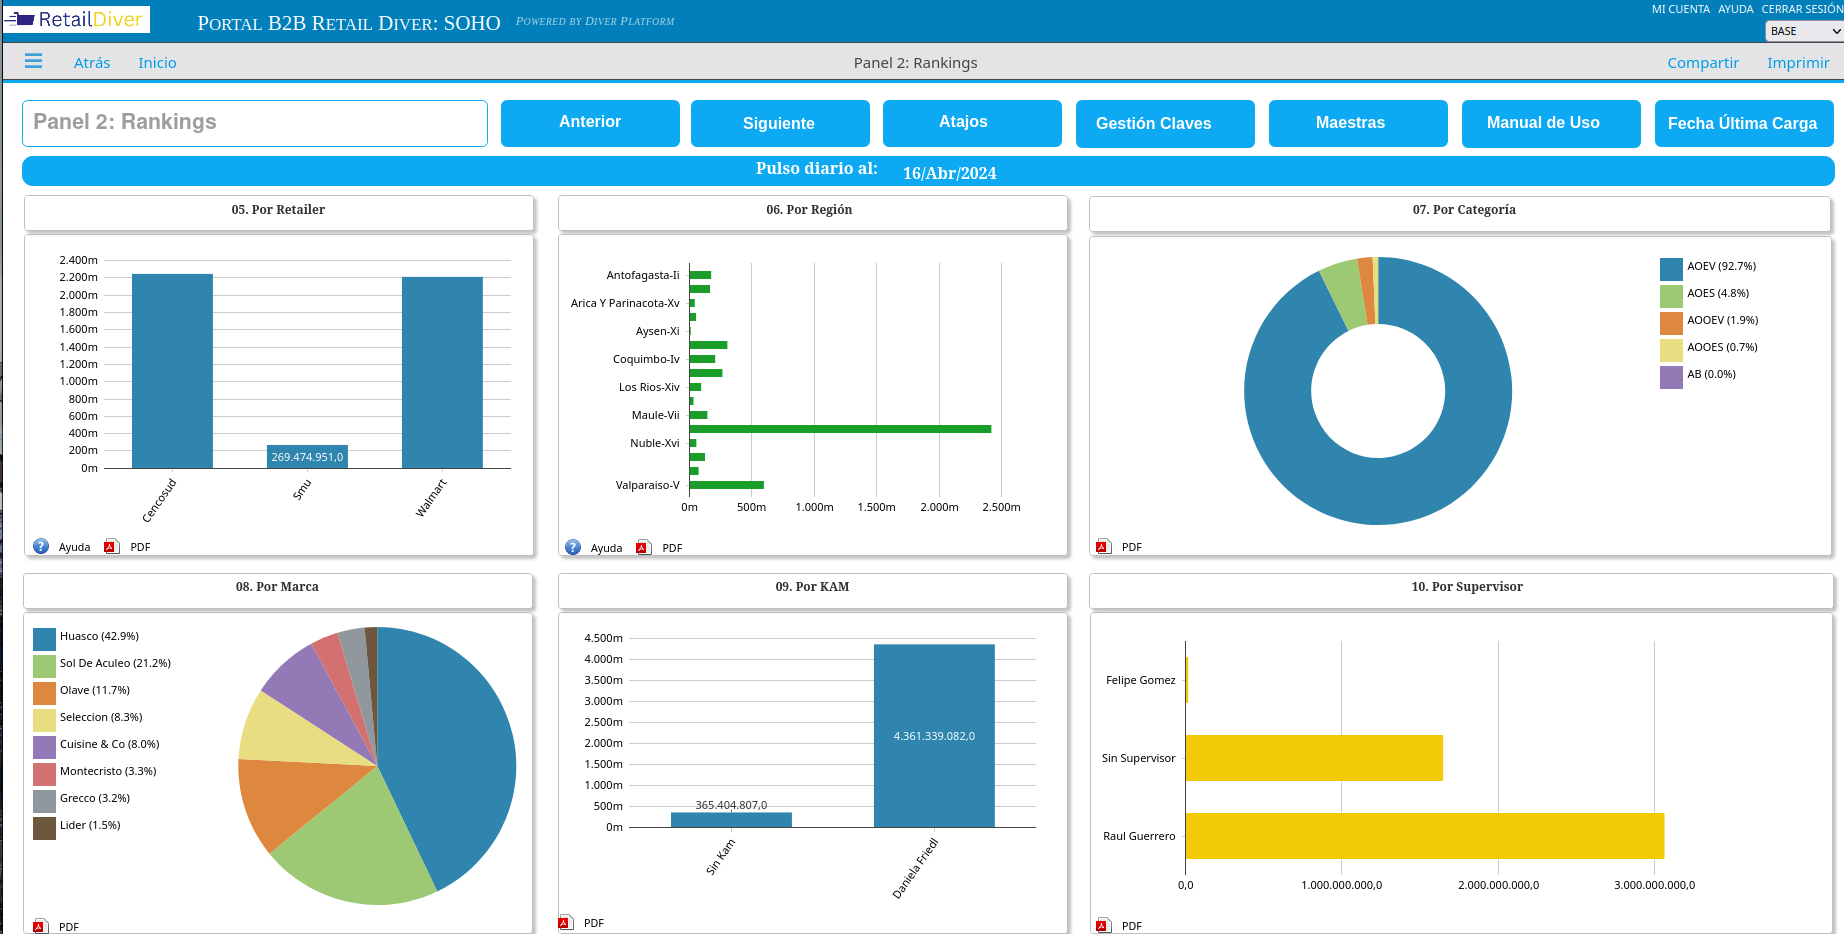 RetailDiver
PORTAL B2B RETAIL DIVER: SOHO
POWERED BY DIVER PLATFORM
MI CUENTA AYUDA CERRAR SESIÓN
BASE
Atrás Inicio
Panel 2: Rankings
Compartir Imprimir
Panel 2: Rankings
Anterior
Siguiente
Atajos
Gestión Claves
Maestras
Manual de Uso
Fecha Última Carga
Pulso diario al: 16/Abr/2024
05. Por Retailer
2.400m
2.200m
2.000m
1.800m
1.600m
1.400m
1.200m
1.000m
800m
600m
400m
200m
0m
269.474.951,0
Cencosud
Smu
Walmart
Ayuda PDF
06. Por Región
Antofagasta-Ii
Arica Y Parinacota-Xv
Aysen-Xi
Coquimbo-Iv
Los Rios-Xiv
Maule-Vii
Nuble-Xvi
Valparaiso-V
0m 500m 1.000m 1.500m 2.000m 2.500m
Ayuda PDF
07. Por Categoría
AOEV (92.7%)
AOES (4.8%)
AOOEV (1.9%)
AOOES (0.7%)
AB (0.0%)
PDF
08. Por Marca
Huasco (42.9%)
Sol De Aculeo (21.2%)
Olave (11.7%)
Seleccion (8.3%)
Cuisine & Co (8.0%)
Montecristo (3.3%)
Grecco (3.2%)
Lider (1.5%)
PDF
09. Por KAM
4.500m
4.000m
3.500m
3.000m
2.500m
2.000m
1.500m
1.000m
500m
0m
365.404.807,0
4.361.339.082,0
Sin Kam
Daniela Friedl
PDF
10. Por Supervisor
Felipe Gomez
Sin Supervisor
Raul Guerrero
0,0 1.000.000.000,0 2.000.000.000,0 3.000.000.000,0
PDF